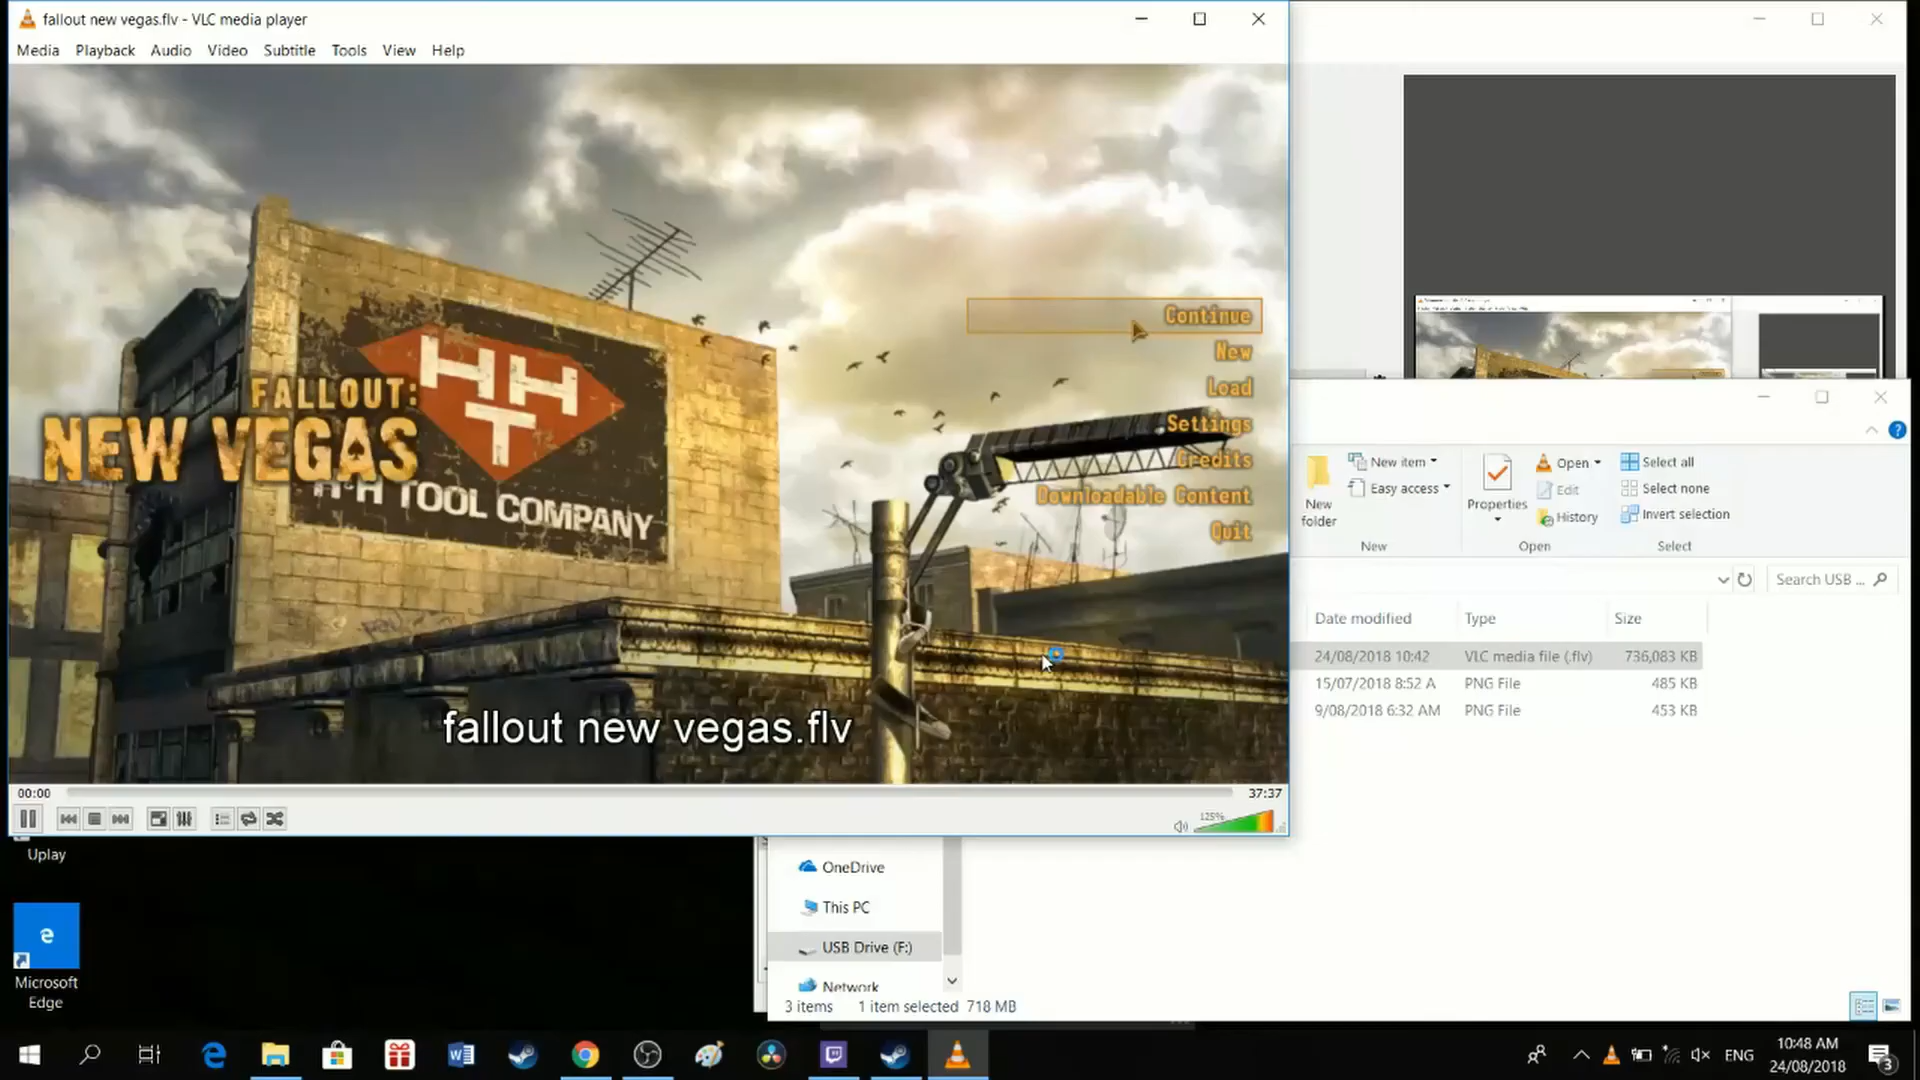 fallout new vegas.flv - VLC media player
Media Playback Audio Video Subtitle Tools View Help
Continue
New
Load
Settings
Credits
Downloadable Content
Quit
FALLOUT:
NEW VEGAS
HHT
H·H TOOL COMPANY
fallout new vegas.flv
00:00
37:37
125%
New folder
New item
Easy access
New
Properties
Open
Edit
History
Open
Select all
Select none
Invert selection
Select
Search USB ...
Date modified Type Size
24/08/2018 10:42 VLC media file (.flv) 736,083 KB
15/07/2018 8:52 A PNG File 485 KB
9/08/2018 6:32 AM PNG File 453 KB
Uplay
Microsoft
Edge
OneDrive
This PC
USB Drive (F:)
Network
3 items 1 item selected 718 MB
ENG
10:48 AM
24/08/2018
3